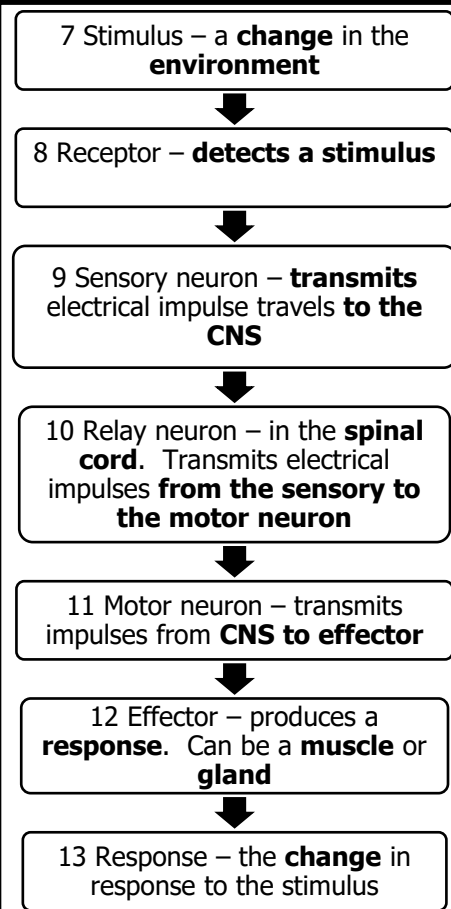 7 Stimulus – a change in the
environment
8 Receptor – detects a stimulus
9 Sensory neuron – transmits
electrical impulse travels to the
CNS
10 Relay neuron – in the spinal
cord.  Transmits electrical
impulses from the sensory to
the motor neuron
11 Motor neuron – transmits
impulses from CNS to effector
12 Effector – produces a
response.  Can be a muscle or
gland
13 Response – the change in
response to the stimulus